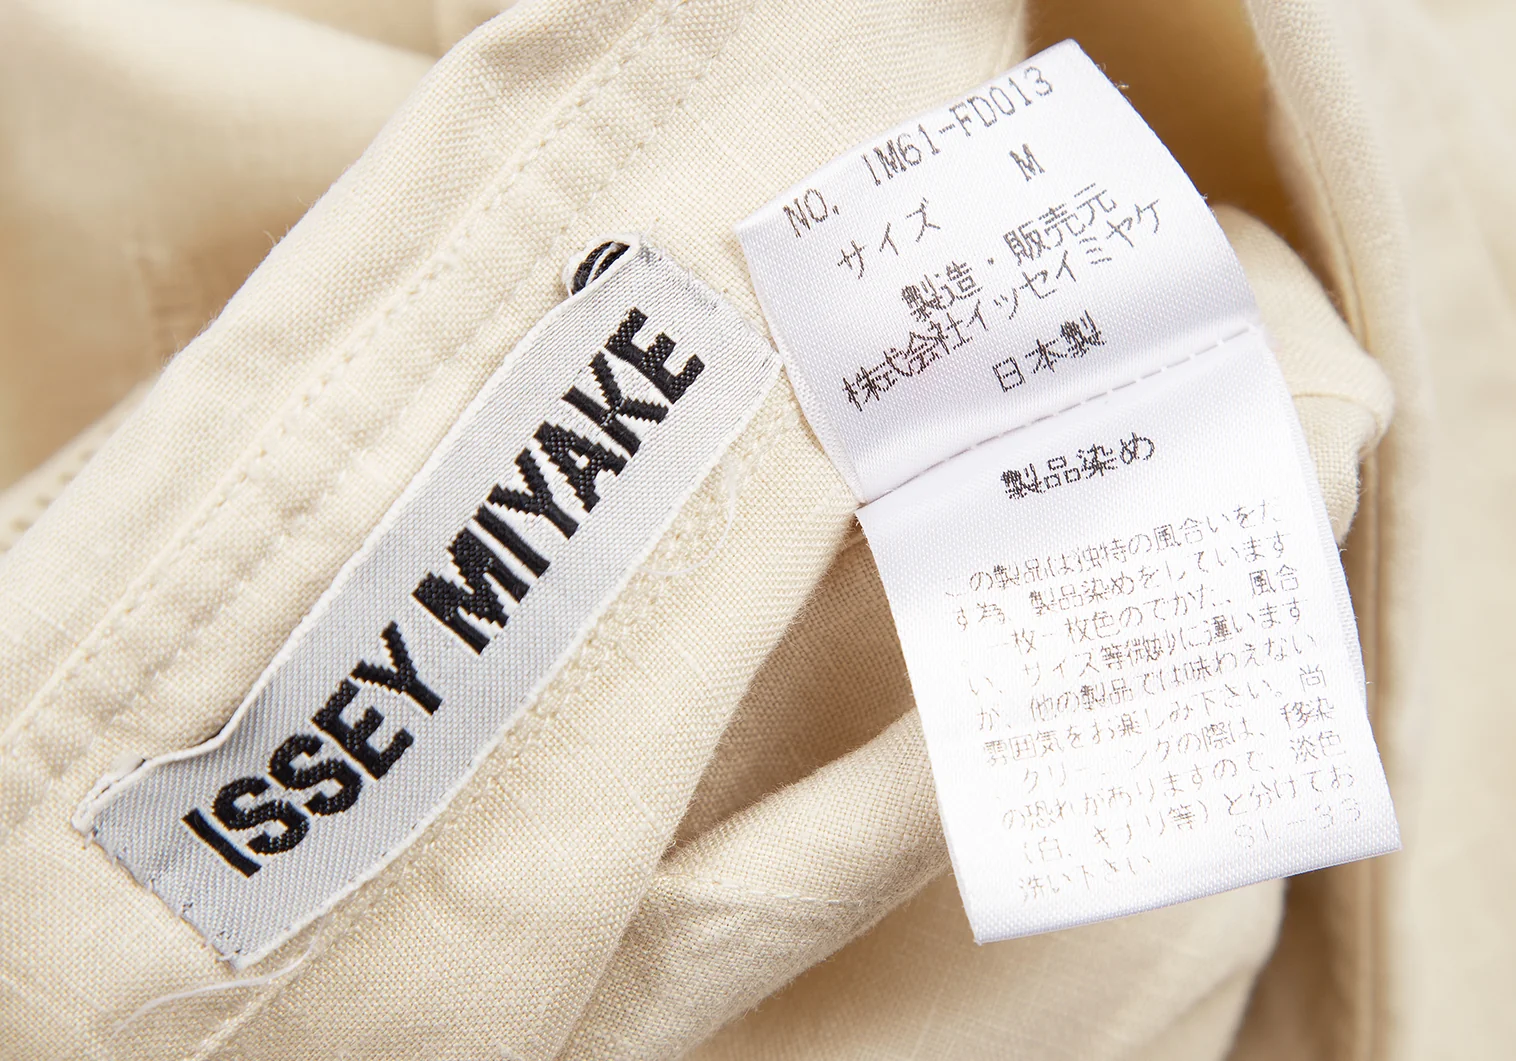 ISSEY MIYAKE
NO. IM61-FD013
サイズ M
製造・販売元
株式会社イッセイミヤケ
日本製
製品染め
この製品は独特の風合いをた
す為、製品染めをしています
一枚一枚色のでかた、風合
い、サイズ等微妙に違います
が、他の製品では味わえない
雰囲気をお楽しみ下さい。尚
クリーニングの際は、移染
の恐れがありますので、淡色
(白、キナリ等)と分けてお
洗い下さい